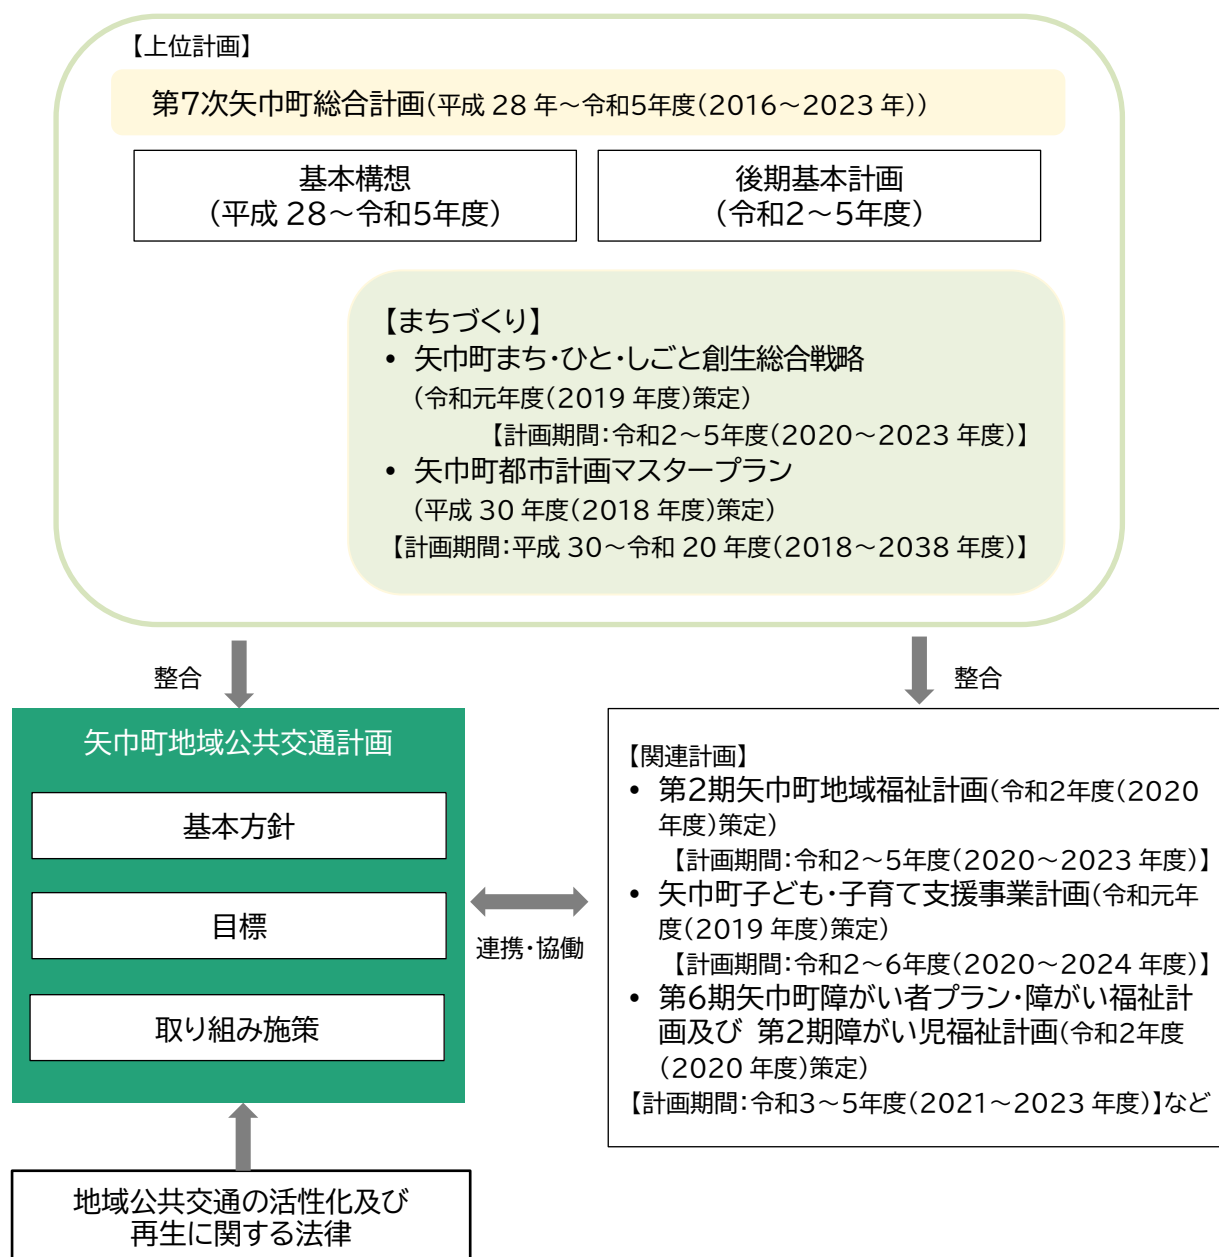 【上位計画】
第7次矢巾町総合計画(平成 28 年～令和5年度(2016～2023 年))
基本構想
(平成 28～令和5年度)
後期基本計画
(令和2～5年度)
【まちづくり】
• 矢巾町まち・ひと・しごと創生総合戦略
(令和元年度(2019 年度)策定)
【計画期間:令和2～5年度(2020～2023 年度)】
• 矢巾町都市計画マスタープラン
(平成 30 年度(2018 年度)策定)
【計画期間:平成 30～令和 20 年度(2018～2038 年度)】
整合
整合
矢巾町地域公共交通計画
基本方針
目標
取り組み施策
連携・協働
【関連計画】
• 第2期矢巾町地域福祉計画(令和2年度(2020
年度)策定)
【計画期間:令和2～5年度(2020～2023 年度)】
• 矢巾町子ども・子育て支援事業計画(令和元年
度(2019 年度)策定)
【計画期間:令和2～6年度(2020～2024 年度)】
• 第6期矢巾町障がい者プラン・障がい福祉計
画及び 第2期障がい児福祉計画(令和2年度
(2020 年度)策定)
【計画期間:令和3～5年度(2021～2023 年度)】など
地域公共交通の活性化及び
再生に関する法律